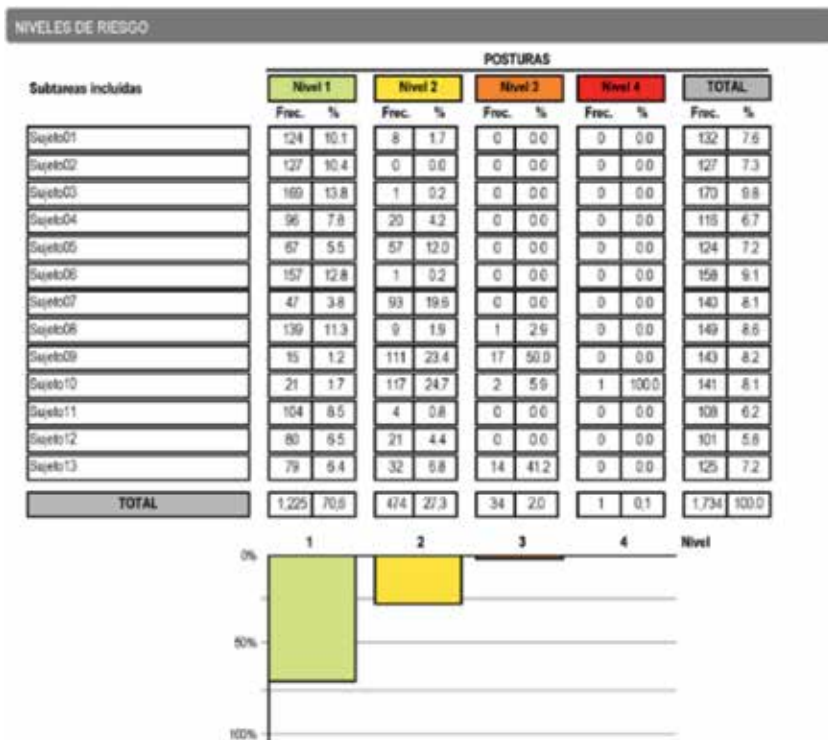 NIVELES DE RIESGO
POSTURAS
Subtareas incluidas Nivel 1 Nivel 2 Nivel 3 Nivel 4 TOTAL
Frec. % Frec. % Frec. % Frec. % Frec. %
Sujeto01 124 10.1 8 1.7 0 0.0 0 0.0 132 7.6
Sujeto02 127 10.4 0 0.0 0 0.0 0 0.0 127 7.3
Sujeto03 169 13.8 1 0.2 0 0.0 0 0.0 170 9.8
Sujeto04 96 7.8 20 4.2 0 0.0 0 0.0 116 6.7
Sujeto05 67 5.5 57 12.0 0 0.0 0 0.0 124 7.2
Sujeto06 157 12.8 1 0.2 0 0.0 0 0.0 158 9.1
Sujeto07 47 3.8 93 19.6 0 0.0 0 0.0 140 8.1
Sujeto08 139 11.3 9 1.9 1 2.9 0 0.0 149 8.6
Sujeto09 15 1.2 111 23.4 17 50.0 0 0.0 143 8.2
Sujeto10 21 1.7 117 24.7 2 5.9 1 100.0 141 8.1
Sujeto11 104 8.5 4 0.8 0 0.0 0 0.0 108 6.2
Sujeto12 80 6.5 21 4.4 0 0.0 0 0.0 101 5.8
Sujeto13 79 6.4 32 6.8 14 41.2 0 0.0 125 7.2
TOTAL 1,225 70,6 474 27,3 34 2.0 1 0,1 1,734 100.0
1 2 3 4 Nivel
0%
50%
100%